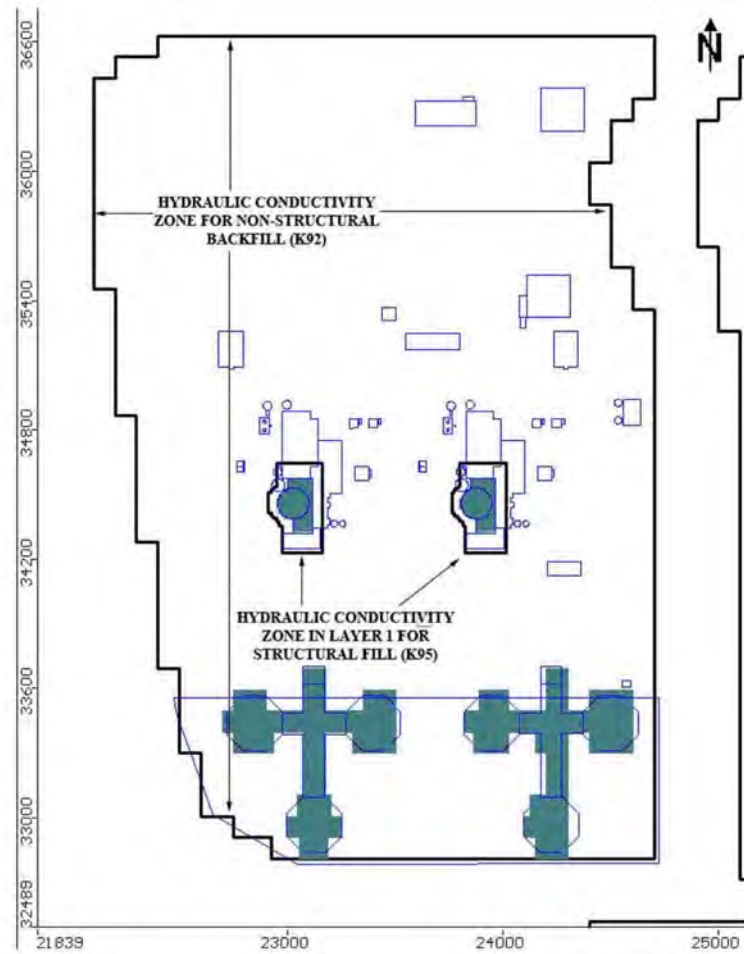 N
36600
36000
35400
34800
34200
33600
33000
32489
HYDRAULIC CONDUCTIVITY
ZONE FOR NON-STRUCTURAL
BACKFILL (K92)
HYDRAULIC CONDUCTIVITY
ZONE IN LAYER 1 FOR
STRUCTURAL FILL (K95)
21839 23000 24000 25000